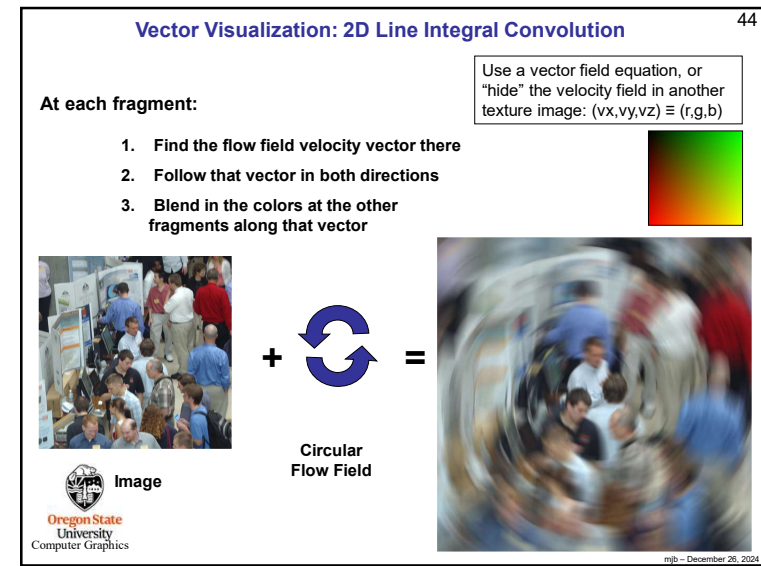 44
Vector Visualization: 2D Line Integral Convolution
Use a vector field equation, or
“hide” the velocity field in another
texture image: (vx,vy,vz) ≡ (r,g,b)
At each fragment:
1. Find the flow field velocity vector there
2. Follow that vector in both directions
3. Blend in the colors at the other
fragments along that vector
+
=
Circular
Flow Field
Image
Oregon State
University
Computer Graphics
mjb – December 26, 2024